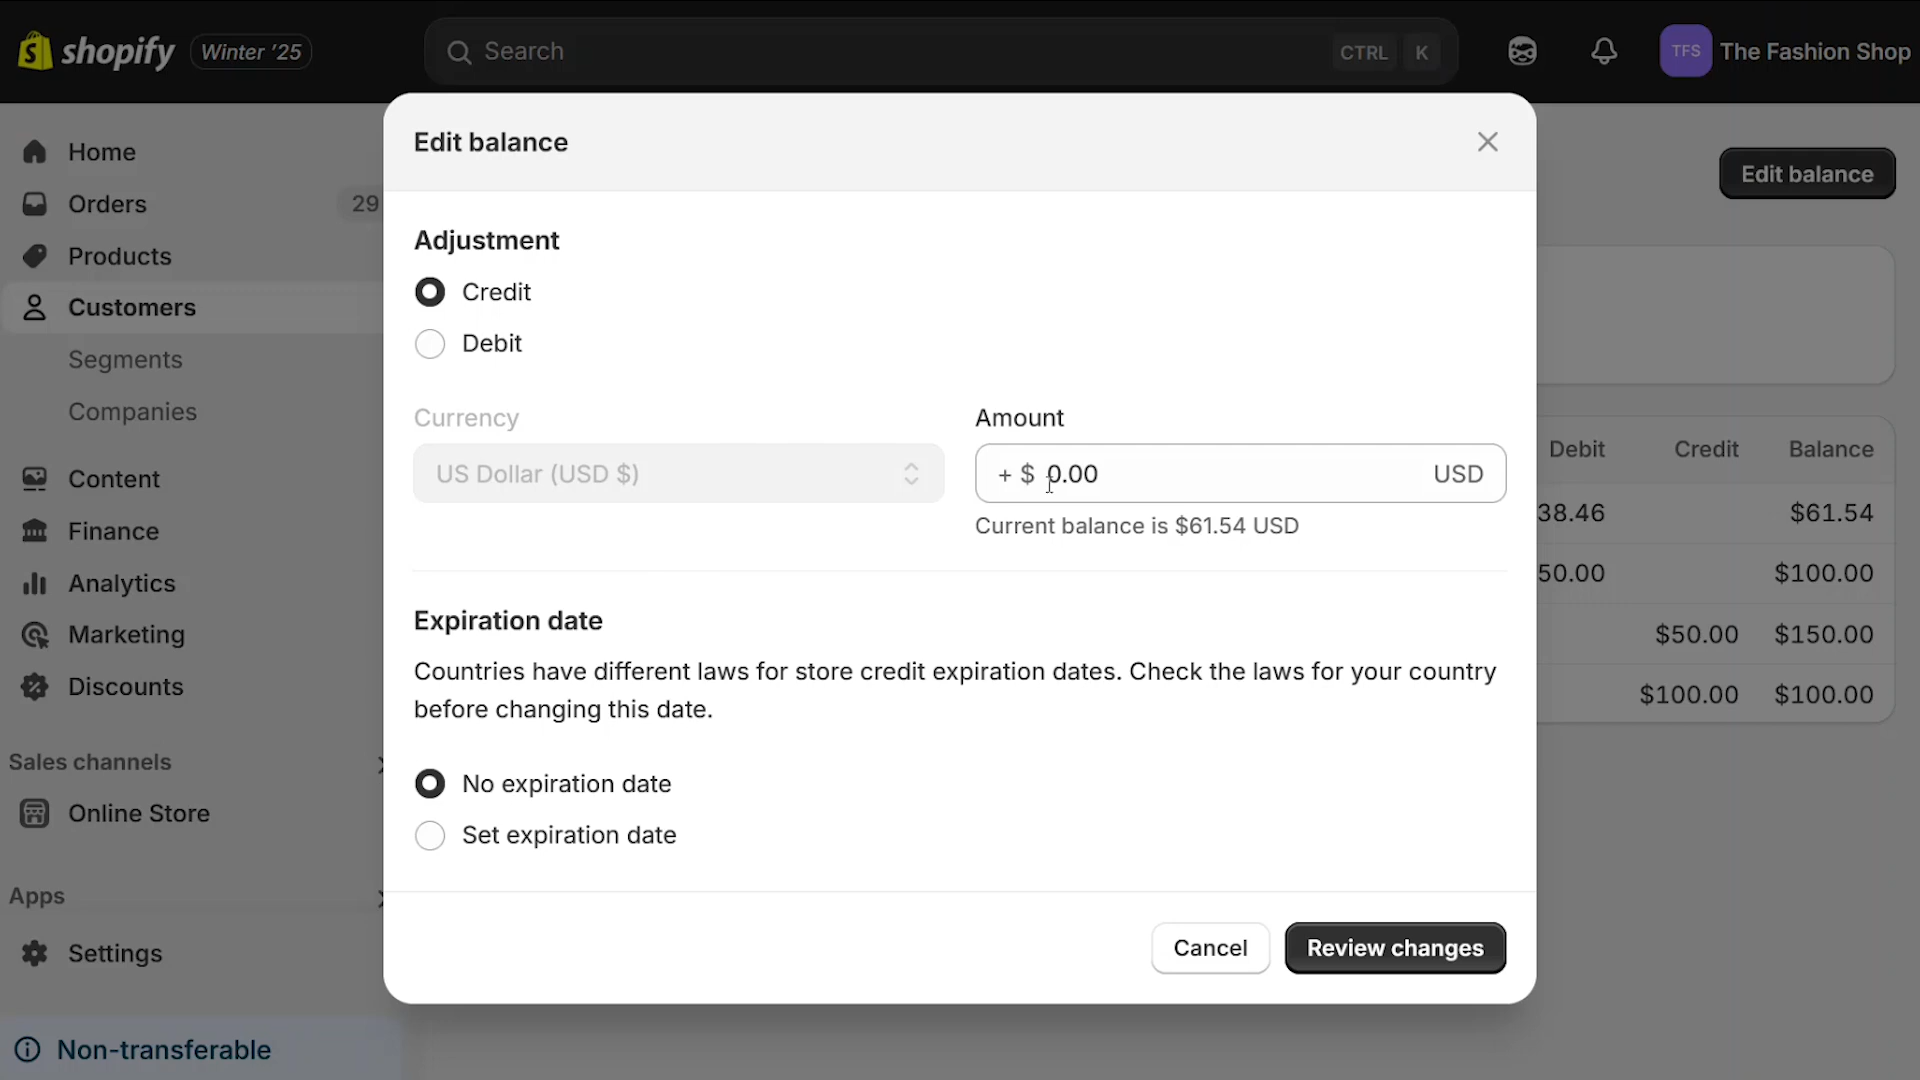 shopify Winter '25 Search CTRL K TFS The Fashion Shop
Home
Orders 29
Products
Customers
Segments
Companies
Content
Finance
Analytics
Marketing
Discounts
Sales channels
Online Store
Apps
Settings
Non-transferable
Edit balance
Adjustment
Credit
Debit
Currency
US Dollar (USD $)
Amount
+ $ 0.00 USD
Current balance is $61.54 USD
Expiration date
Countries have different laws for store credit expiration dates. Check the laws for your country
before changing this date.
No expiration date
Set expiration date
Cancel Review changes
Edit balance
Debit Credit Balance
38.46 $61.54
50.00 $100.00
$50.00 $150.00
$100.00 $100.00